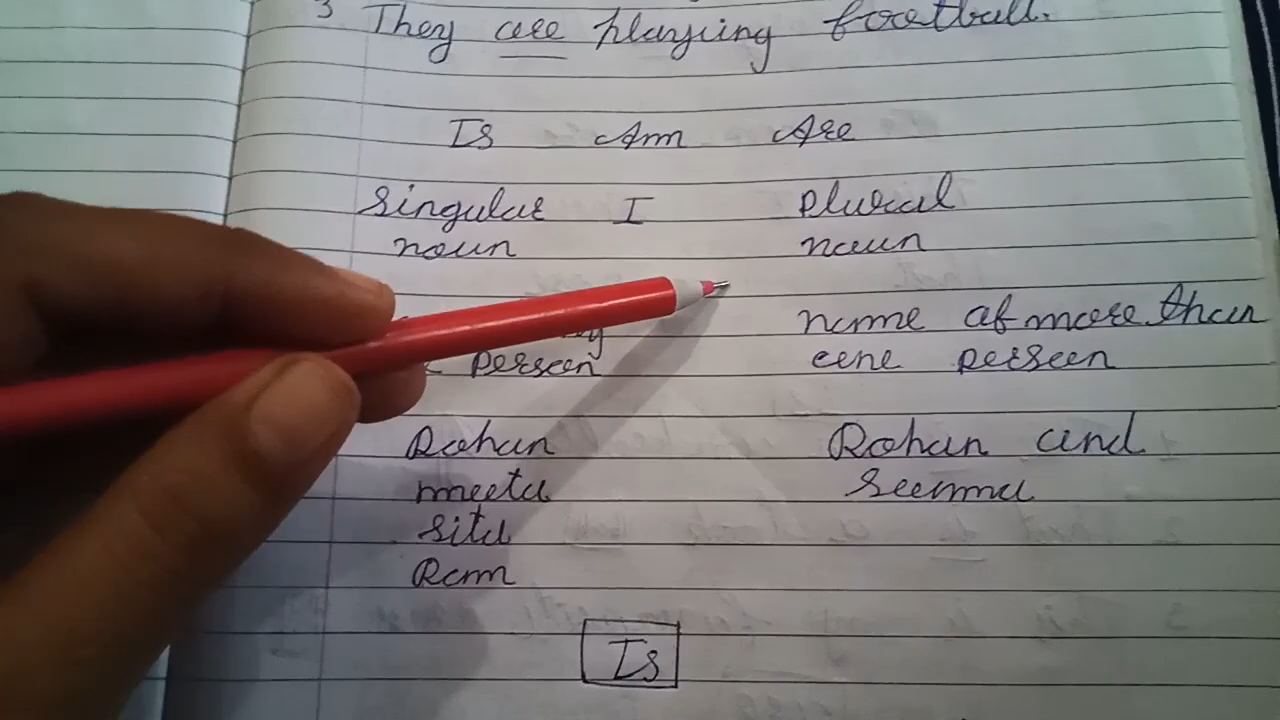 3 They are playing football.
Is Am Are
Singular I plural
noun noun
name of more than
person one person
Rohan Rohan and
meeta Seema
sita
Ram
Is